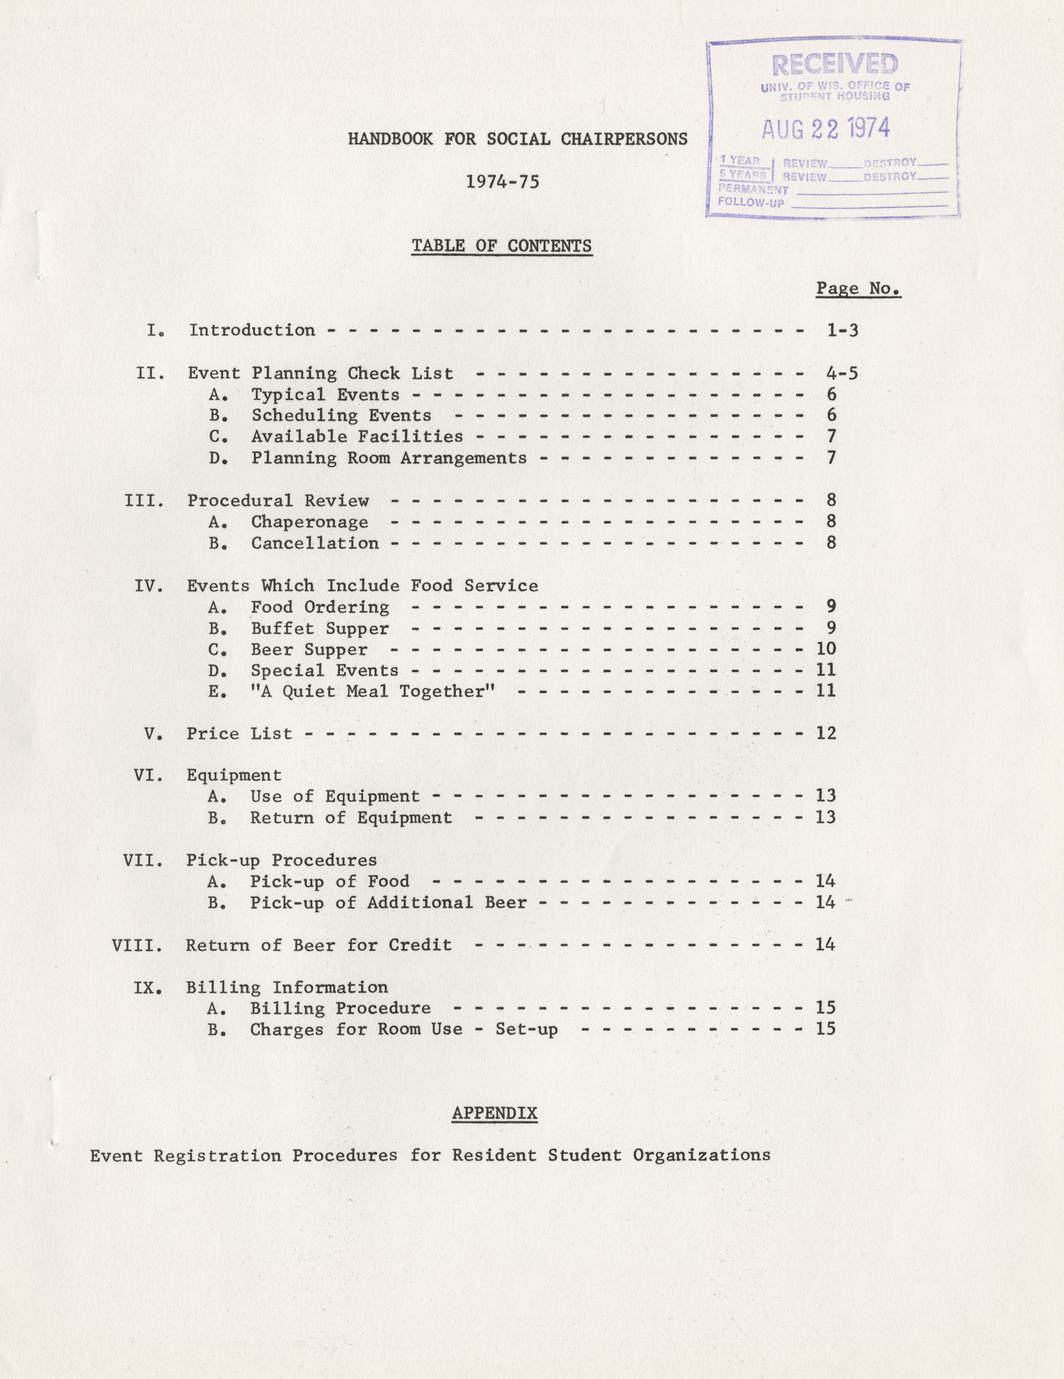 RECEIVED
UNIV. OF WIS. OFFICE OF
STUDENT HOUSING
AUG 22 1974
1 YEAR REVIEW____DESTROY____
5 YEARS REVIEW____DESTROY____
PERMANENT ____
FOLLOW-UP ____
HANDBOOK FOR SOCIAL CHAIRPERSONS
1974-75
TABLE OF CONTENTS
Page No.
I. Introduction - - - - - - - - - - - - - - - - - - - - - - - 1-3
II. Event Planning Check List - - - - - - - - - - - - - - - - 4-5
A. Typical Events - - - - - - - - - - - - - - - - - - - 6
B. Scheduling Events - - - - - - - - - - - - - - - - - 6
C. Available Facilities - - - - - - - - - - - - - - - - 7
D. Planning Room Arrangements - - - - - - - - - - - - - 7
III. Procedural Review - - - - - - - - - - - - - - - - - - - - 8
A. Chaperonage - - - - - - - - - - - - - - - - - - - - 8
B. Cancellation - - - - - - - - - - - - - - - - - - - - 8
IV. Events Which Include Food Service
A. Food Ordering - - - - - - - - - - - - - - - - - - - 9
B. Buffet Supper - - - - - - - - - - - - - - - - - - - 9
C. Beer Supper - - - - - - - - - - - - - - - - - - - - 10
D. Special Events - - - - - - - - - - - - - - - - - - - 11
E. "A Quiet Meal Together" - - - - - - - - - - - - - - 11
V. Price List - - - - - - - - - - - - - - - - - - - - - - - - 12
VI. Equipment
A. Use of Equipment - - - - - - - - - - - - - - - - - - 13
B. Return of Equipment - - - - - - - - - - - - - - - - 13
VII. Pick-up Procedures
A. Pick-up of Food - - - - - - - - - - - - - - - - - - 14
B. Pick-up of Additional Beer - - - - - - - - - - - - - 14
VIII. Return of Beer for Credit - - - - - - - - - - - - - - - - 14
IX. Billing Information
A. Billing Procedure - - - - - - - - - - - - - - - - - 15
B. Charges for Room Use - Set-up - - - - - - - - - - - 15
APPENDIX
Event Registration Procedures for Resident Student Organizations